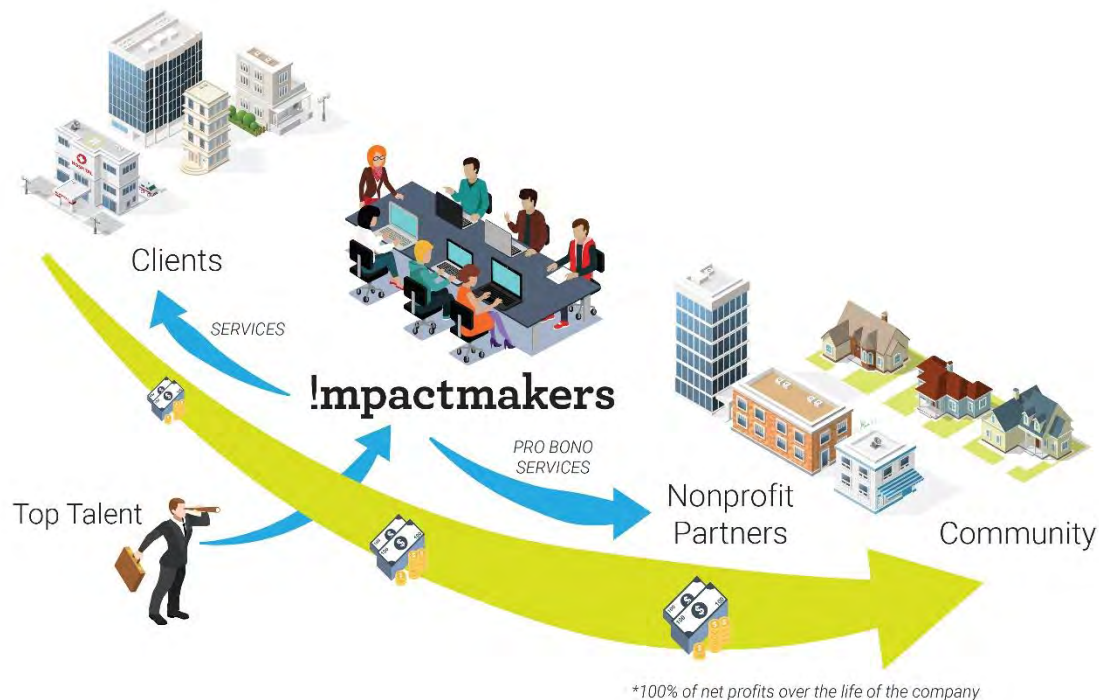 HOSPITAL
Clients
SERVICES
!mpactmakers
PRO BONO
SERVICES
Top Talent
Nonprofit
Partners
Community
*100% of net profits over the life of the company